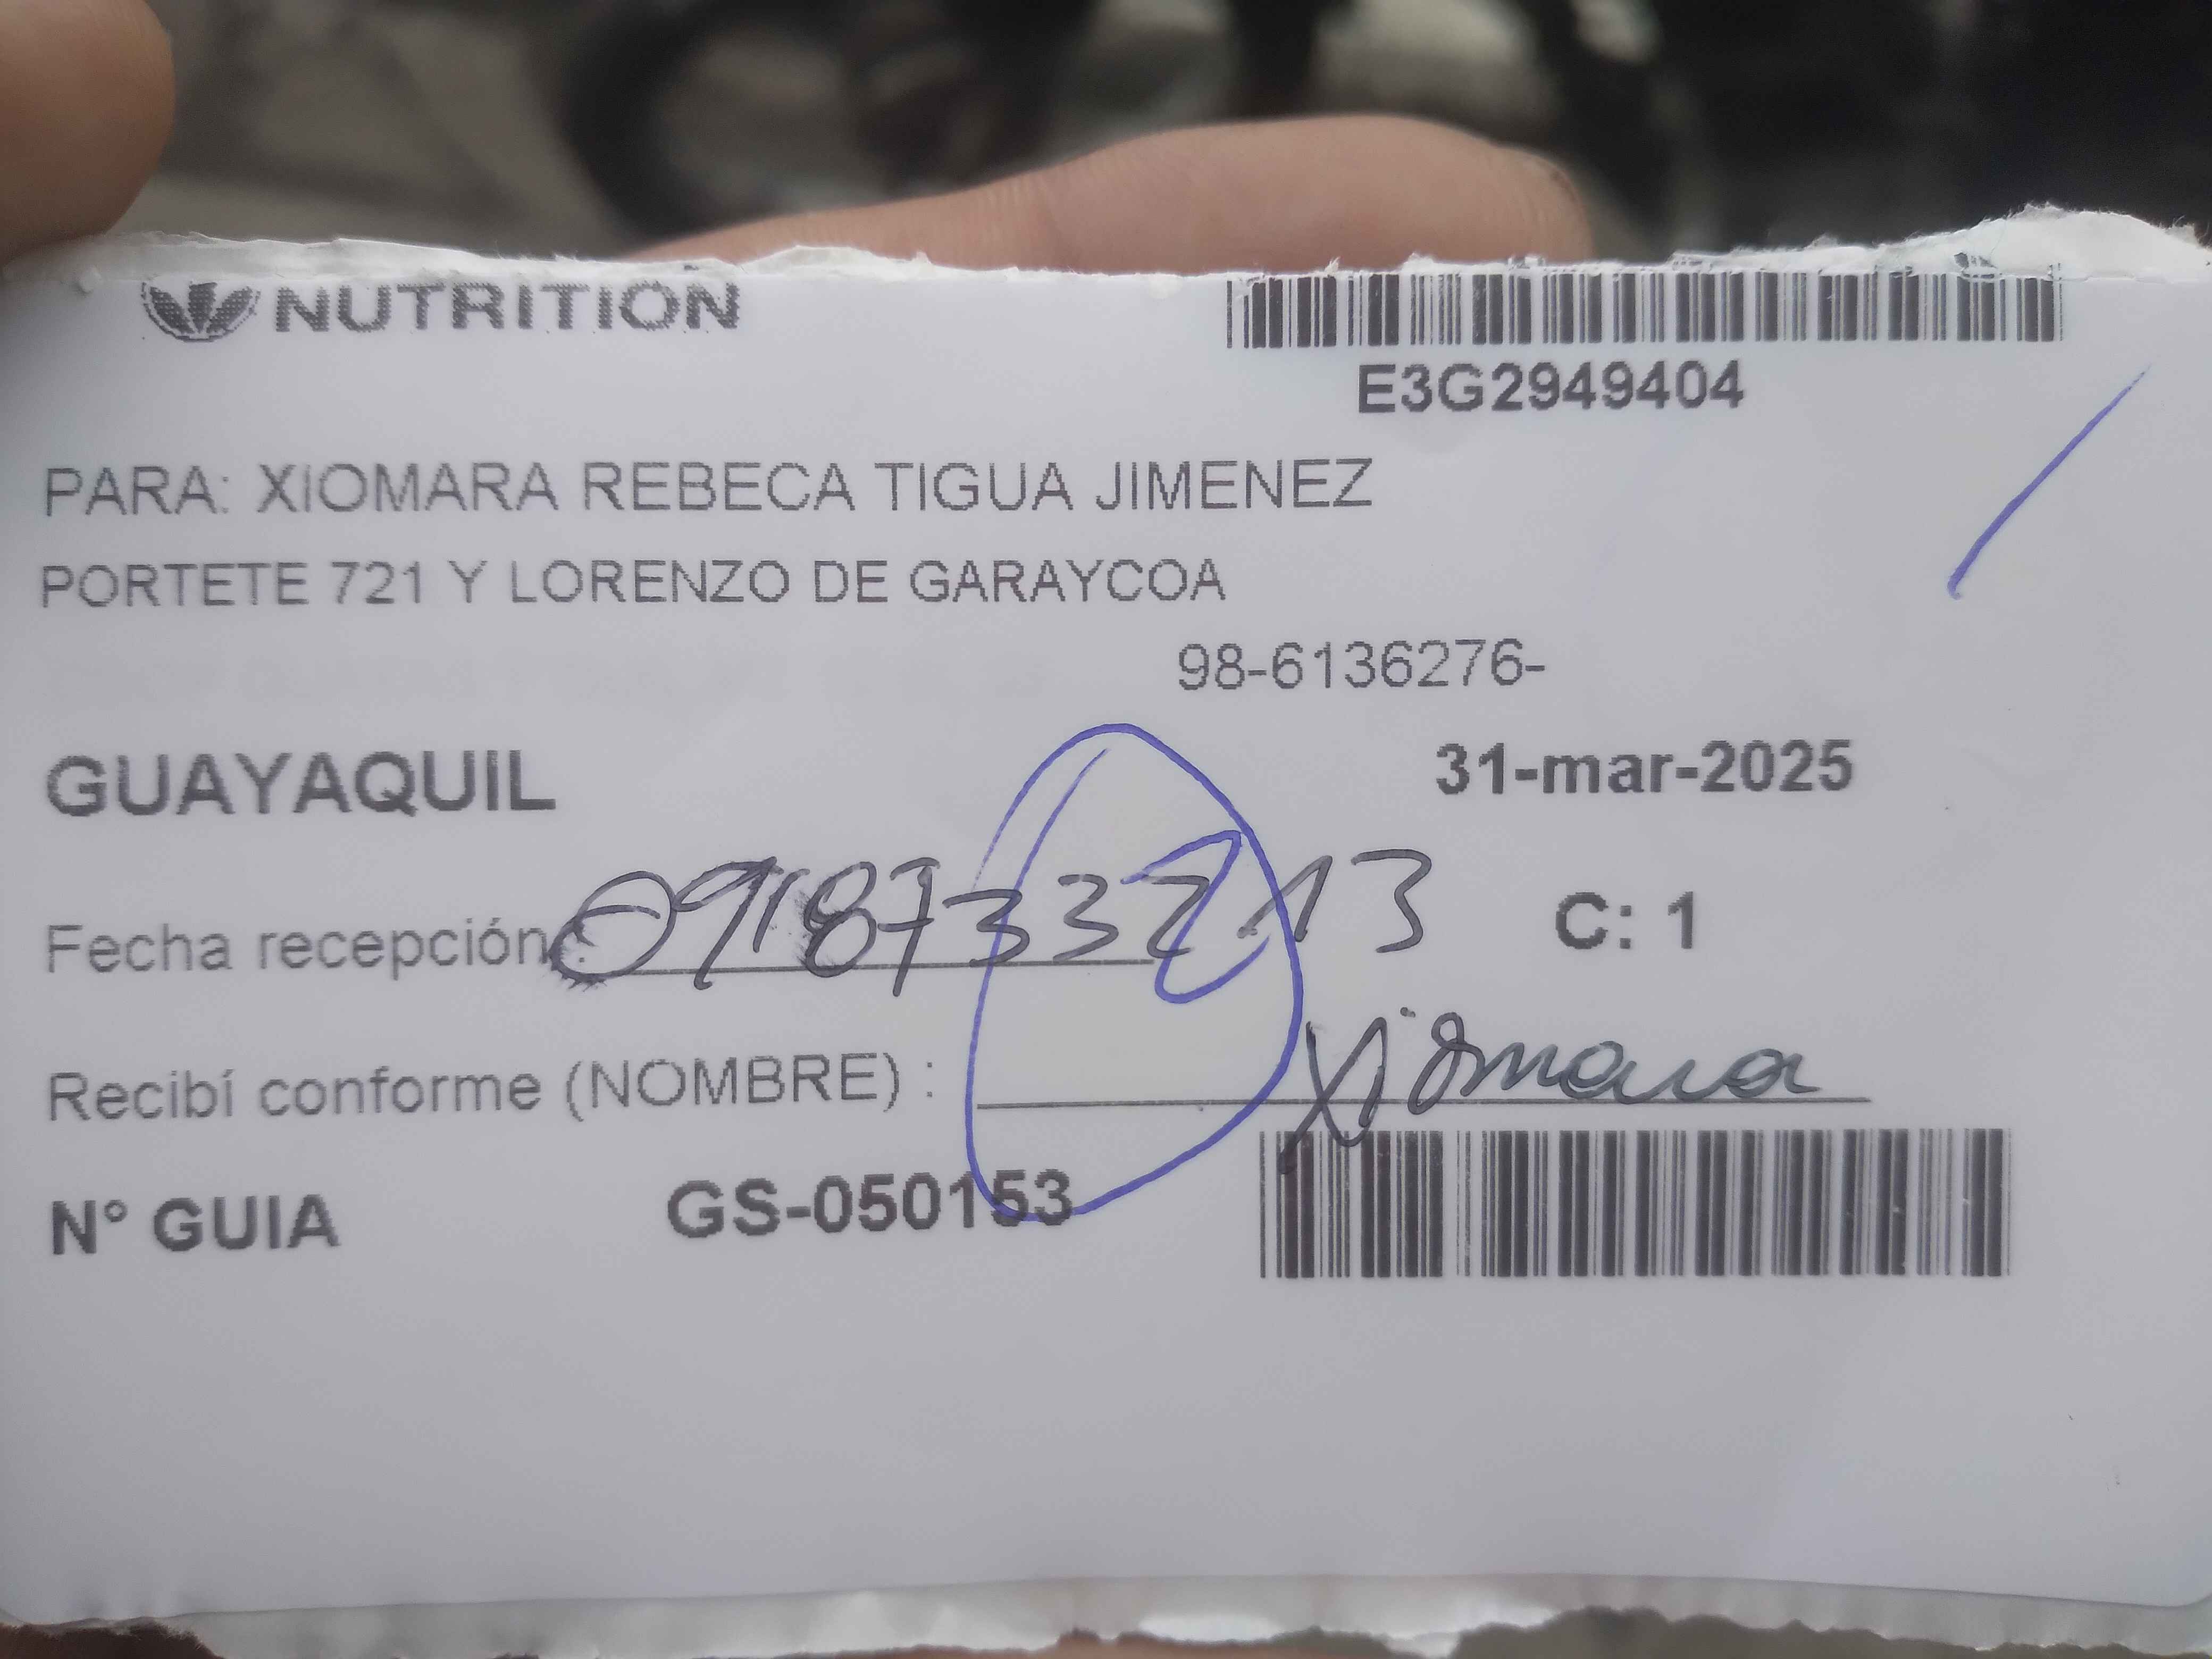 NUTRITION
E3G2949404
PARA: XIOMARA REBECA TIGUA JIMENEZ
PORTETE 721 Y LORENZO DE GARAYCOA
98-6136276-
GUAYAQUIL 31-mar-2025
Fecha recepción: 0918733213 C: 1
Recibí conforme (NOMBRE) : Xiomara
N° GUIA GS-050153